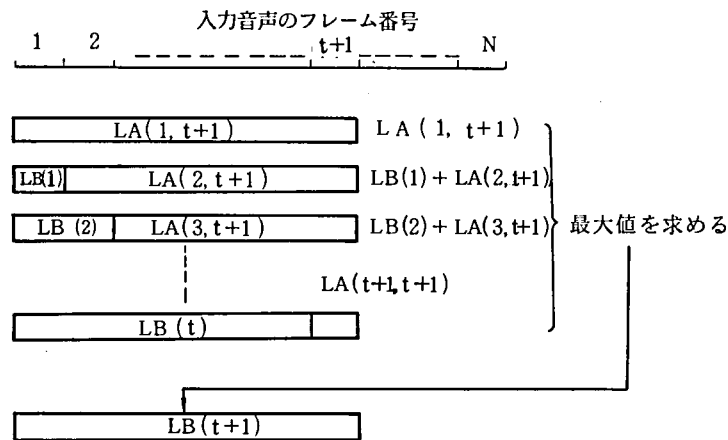 入力音声のフレーム番号
1 2 t+1 N
LA(1, t+1) LA(1, t+1)
LB(1) LA(2, t+1) LB(1)+LA(2,t+1)
LB(2) LA(3,t+1) LB(2)+LA(3,t+1) 最大値を求める
LA(t+1,t+1)
LB(t)
LB(t+1)